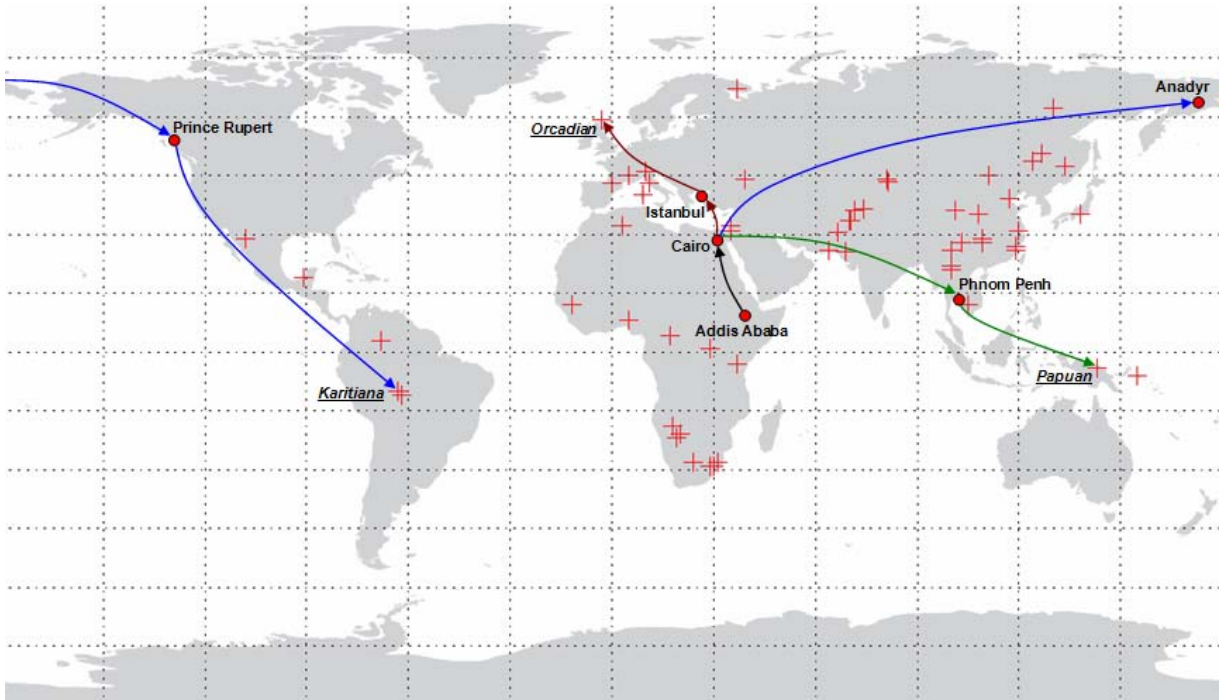 Anadyr
Prince Rupert
Orcadian
Istanbul
Cairo
Phnom Penh
Addis Ababa
Papuan
Karitiana